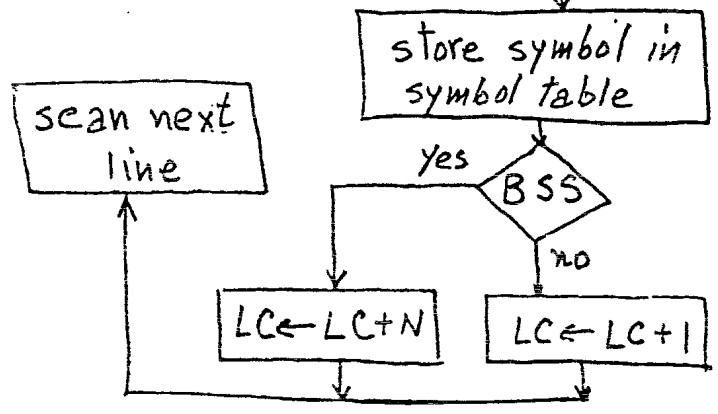 store symbol in
symbol table
scan next
line
yes
BSS
no
LC←LC+N
LC←LC+1